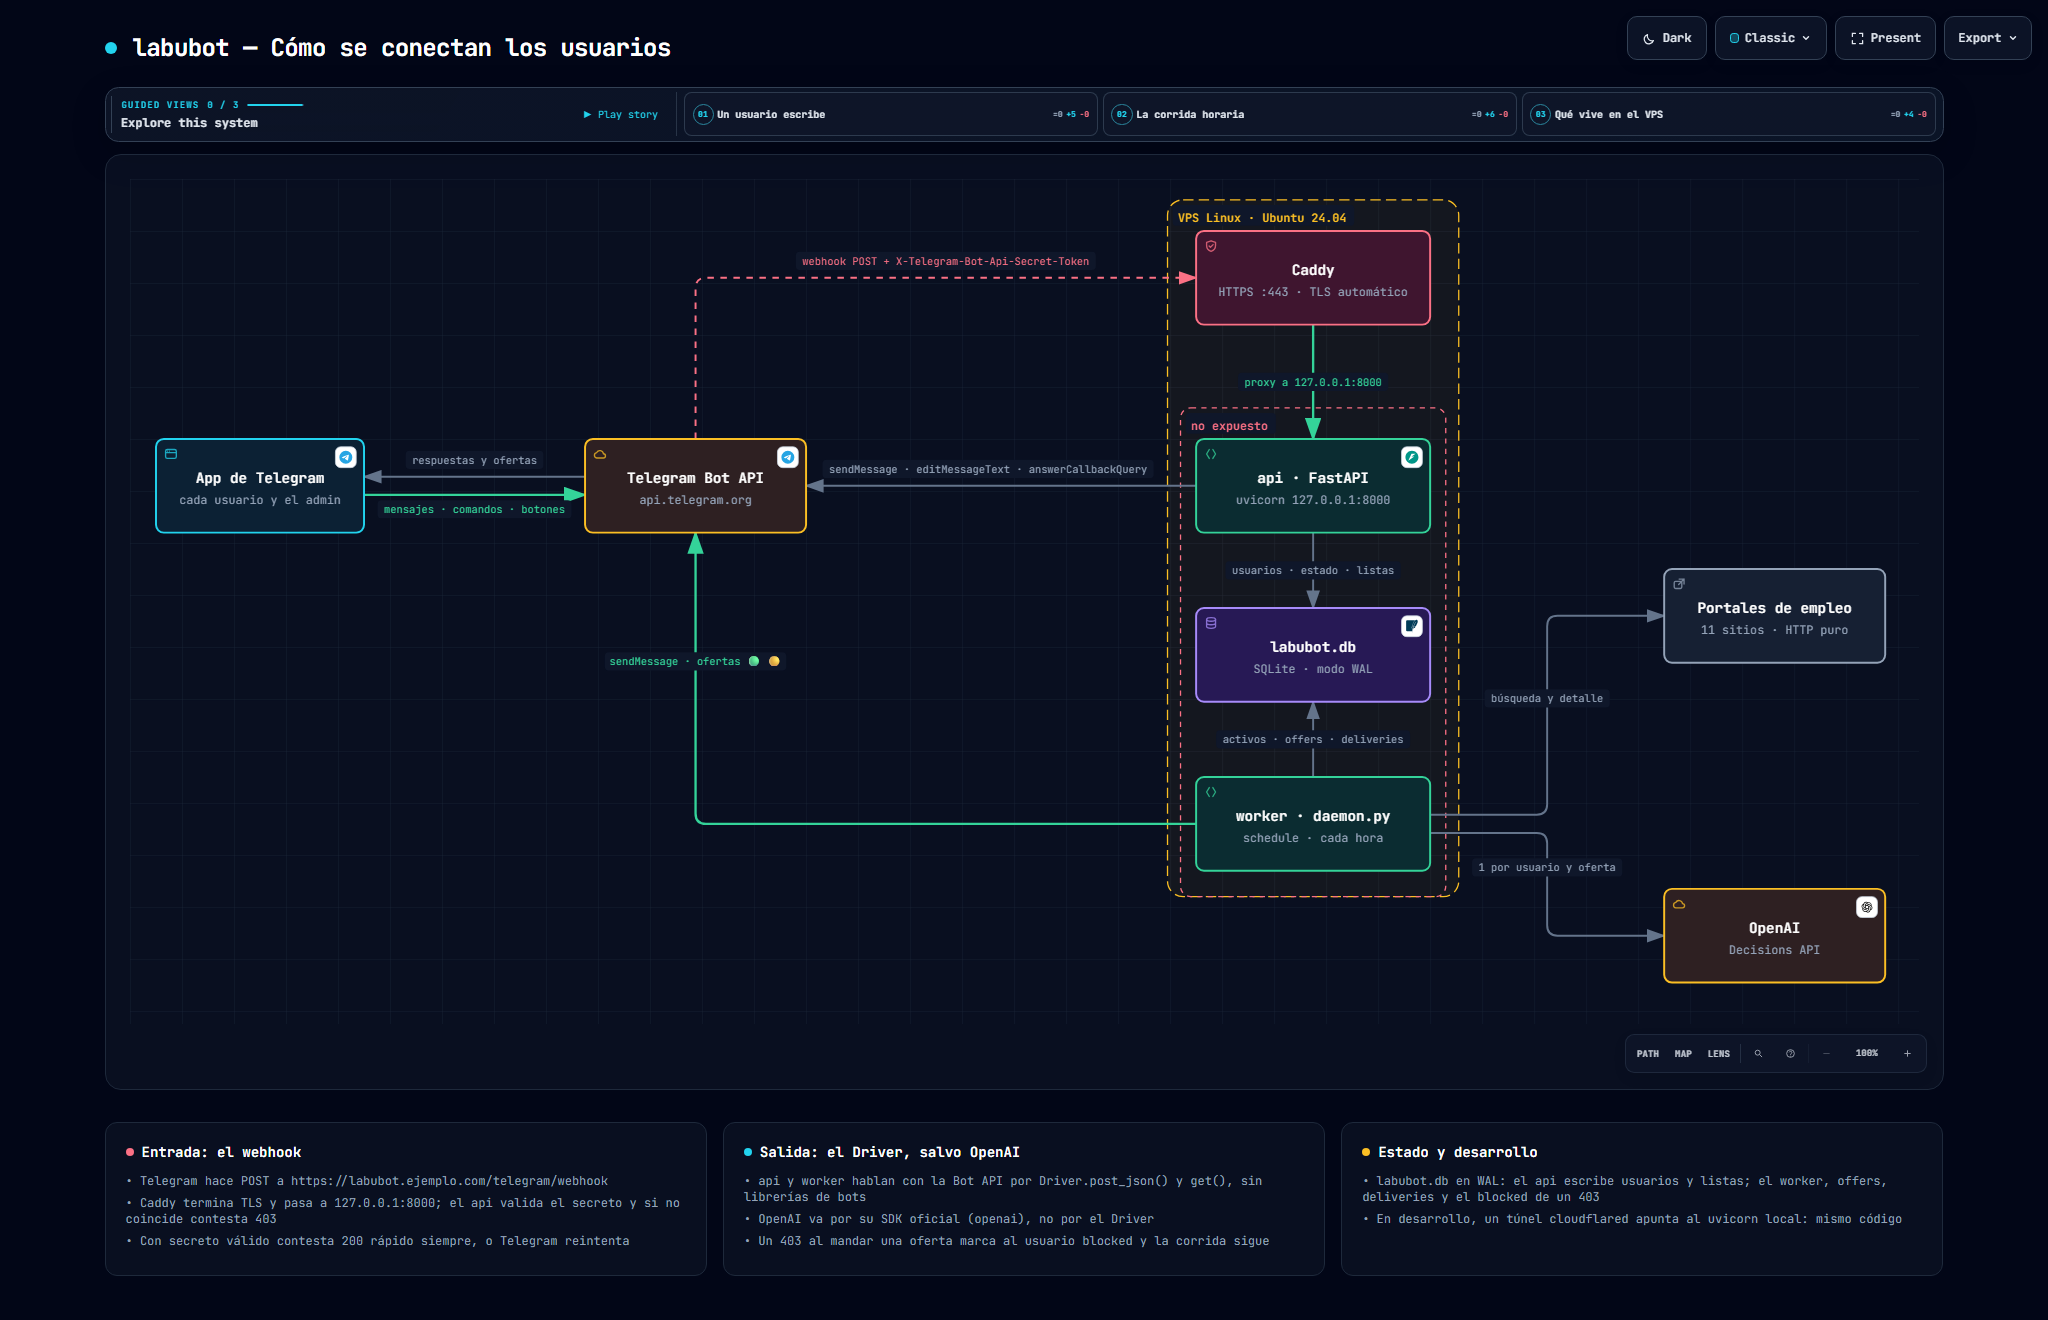 labubot — Cómo se conectan los usuarios
Dark
Classic
Present
Export
GUIDED VIEWS 0 / 3
Explore this system
▶ Play story
01 Un usuario escribe =0 +5 -0
02 La corrida horaria =0 +6 -0
03 Qué vive en el VPS =0 +4 -0
VPS Linux · Ubuntu 24.04
webhook POST + X-Telegram-Bot-Api-Secret-Token
Caddy
HTTPS :443 · TLS automático
proxy a 127.0.0.1:8000
no expuesto
App de Telegram
cada usuario y el admin
respuestas y ofertas
mensajes · comandos · botones
Telegram Bot API
api.telegram.org
sendMessage · editMessageText · answerCallbackQuery
api · FastAPI
uvicorn 127.0.0.1:8000
usuarios · estado · listas
labubot.db
SQLite · modo WAL
sendMessage · ofertas
activos · offers · deliveries
worker · daemon.py
schedule · cada hora
Portales de empleo
11 sitios · HTTP puro
búsqueda y detalle
1 por usuario y oferta
OpenAI
Decisions API
PATH MAP LENS 100%
Entrada: el webhook
• Telegram hace POST a https://labubot.ejemplo.com/telegram/webhook
• Caddy termina TLS y pasa a 127.0.0.1:8000; el api valida el secreto y si no
coincide contesta 403
• Con secreto válido contesta 200 rápido siempre, o Telegram reintenta
Salida: el Driver, salvo OpenAI
• api y worker hablan con la Bot API por Driver.post_json() y get(), sin
librerías de bots
• OpenAI va por su SDK oficial (openai), no por el Driver
• Un 403 al mandar una oferta marca al usuario blocked y la corrida sigue
Estado y desarrollo
• labubot.db en WAL: el api escribe usuarios y listas; el worker, offers,
deliveries y el blocked de un 403
• En desarrollo, un túnel cloudflared apunta al uvicorn local: mismo código